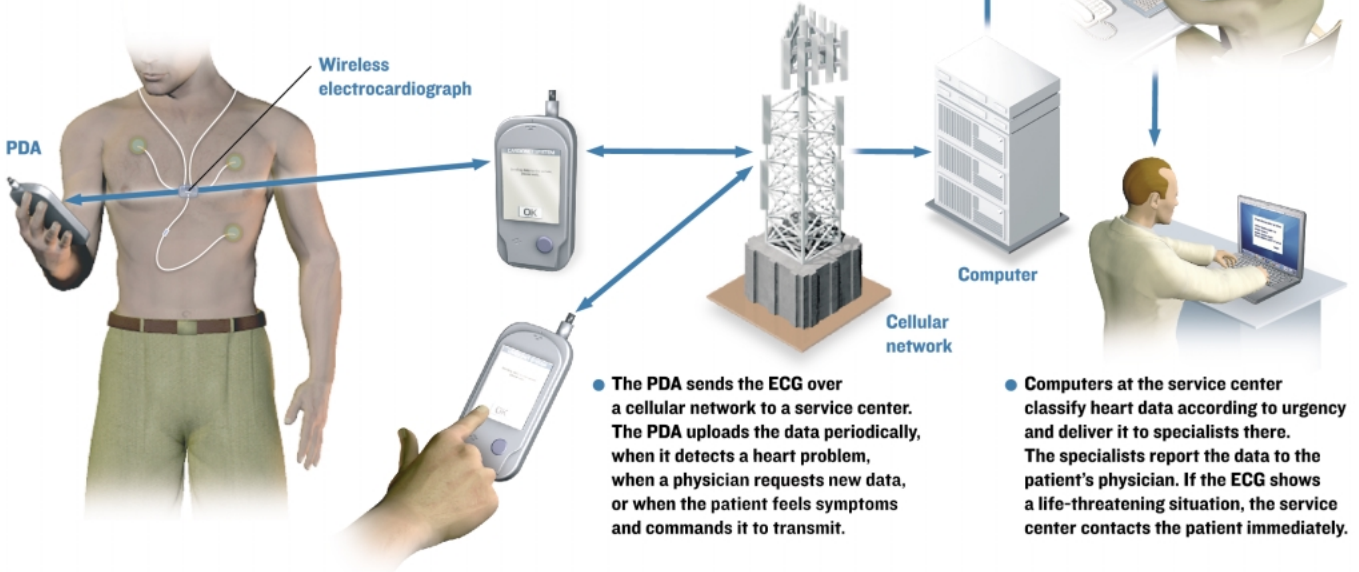 Wireless
electrocardiograph
PDA
OK
OK
Computer
Cellular
network
The PDA sends the ECG over
a cellular network to a service center.
The PDA uploads the data periodically,
when it detects a heart problem,
when a physician requests new data,
or when the patient feels symptoms
and commands it to transmit.
Computers at the service center
classify heart data according to urgency
and deliver it to specialists there.
The specialists report the data to the
patient's physician. If the ECG shows
a life-threatening situation, the service
center contacts the patient immediately.